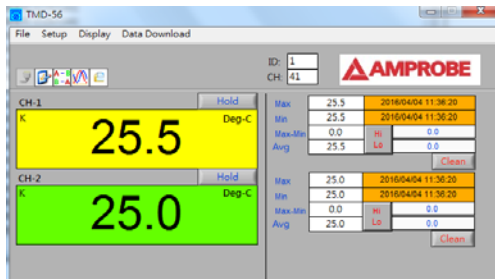 TMD-56
File Setup Display Data Download
ID: 1
CH: 41
AMPROBE
CH-1 Hold
K 25.5 Deg-C
Max 25.5 2016/04/04 11:36:20
Min 25.5 2016/04/04 11:36:20
Max-Min 0.0 Hi 0.0
Avg 25.5 Lo 0.0
Clean
CH-2 Hold
K 25.0 Deg-C
Max 25.0 2016/04/04 11:36:20
Min 25.0 2016/04/04 11:36:20
Max-Min 0.0 Hi 0.0
Avg 25.0 Lo 0.0
Clean